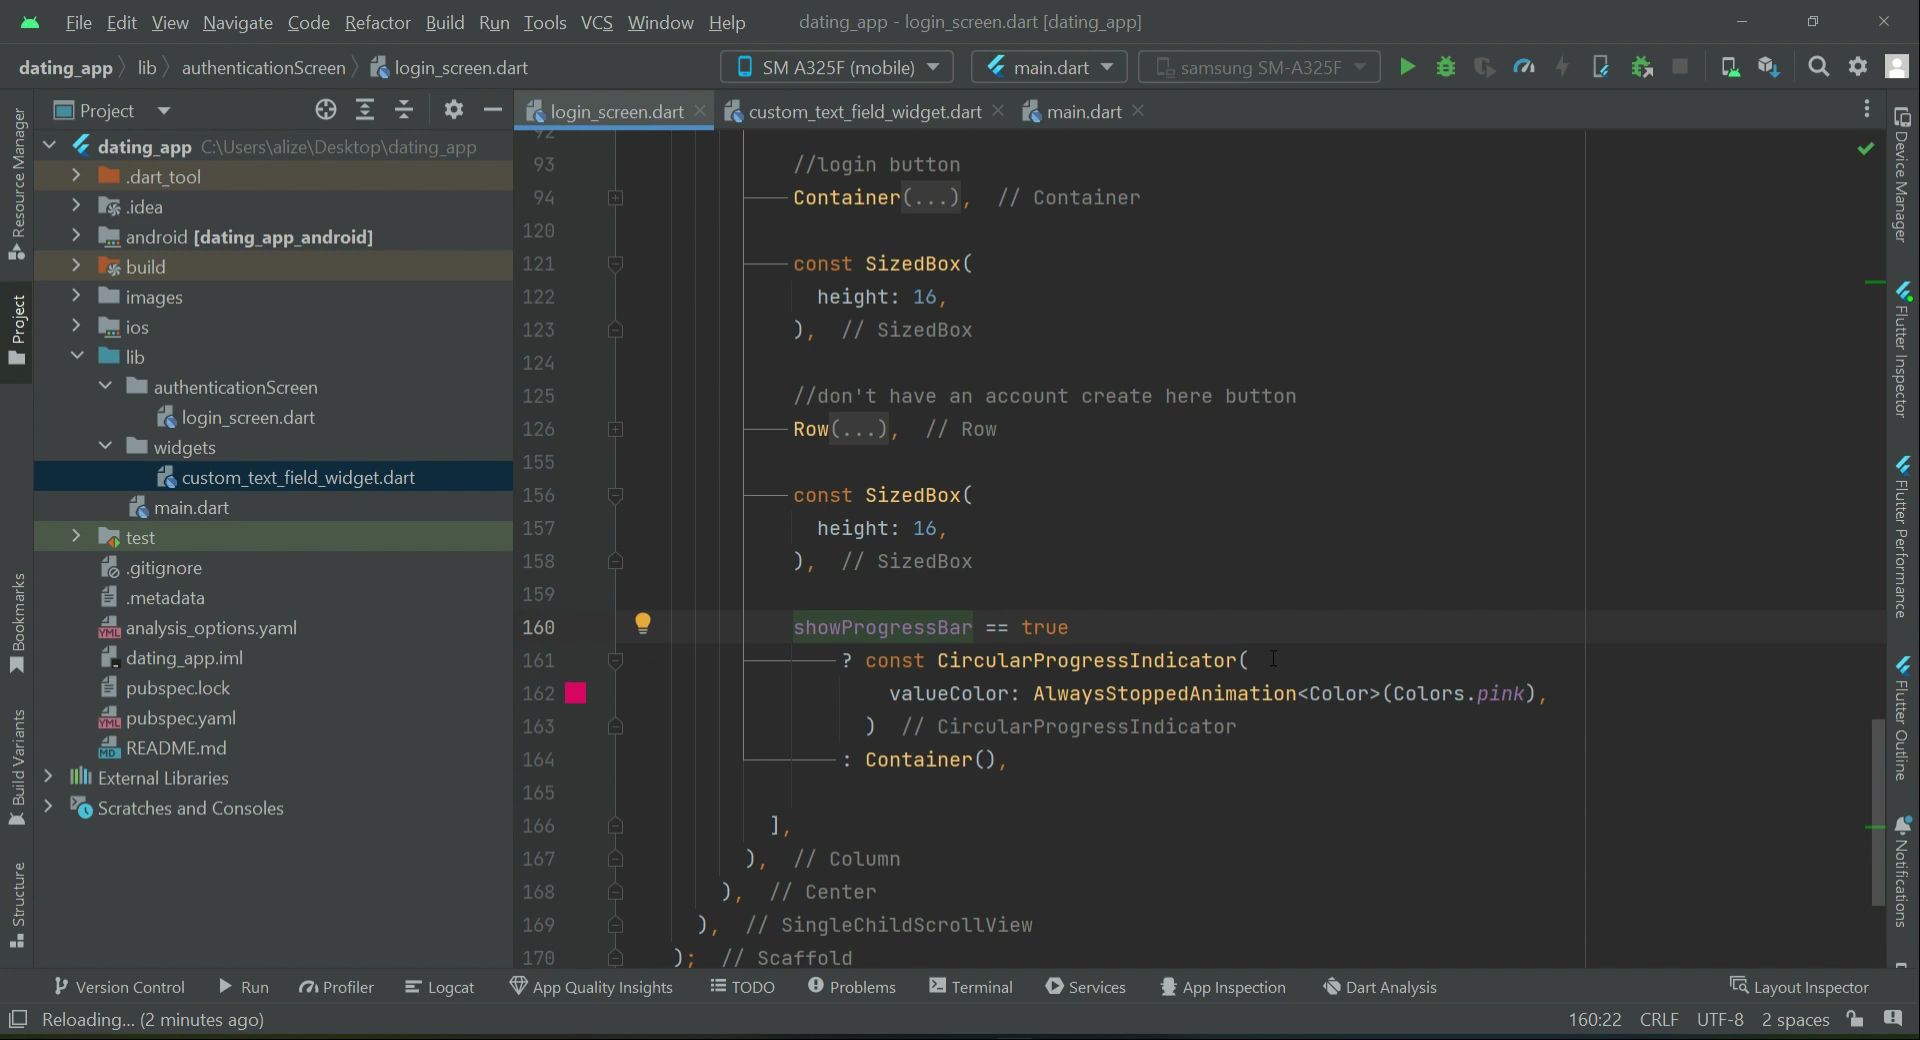 File Edit View Navigate Code Refactor Build Run Tools VCS Window Help dating_app - login_screen.dart [dating_app]
dating_app lib authenticationScreen login_screen.dart SM A325F (mobile) main.dart samsung SM-A325F
Resource Manager
Project
Bookmarks
Build Variants
Structure
Project
dating_app C:\Users\alize\Desktop\dating_app
.dart_tool
.idea
android [dating_app_android]
build
images
ios
lib
authenticationScreen
login_screen.dart
widgets
custom_text_field_widget.dart
main.dart
test
.gitignore
.metadata
analysis_options.yaml
dating_app.iml
pubspec.lock
pubspec.yaml
README.md
External Libraries
Scratches and Consoles
login_screen.dart custom_text_field_widget.dart main.dart
92
93 //login button
94 Container(...), // Container
120
121 const SizedBox(
122 height: 16,
123 ), // SizedBox
124
125 //don't have an account create here button
126 Row(...), // Row
155
156 const SizedBox(
157 height: 16,
158 ), // SizedBox
159
160 showProgressBar == true
161 ? const CircularProgressIndicator(
162 valueColor: AlwaysStoppedAnimation<Color>(Colors.pink),
163 ) // CircularProgressIndicator
164 : Container(),
165
166 ],
167 ), // Column
168 ), // Center
169 ), // SingleChildScrollView
170 ); // Scaffold
Device Manager
Flutter Inspector
Flutter Performance
Flutter Outline
Notifications
Version Control Run Profiler Logcat App Quality Insights TODO Problems Terminal Services App Inspection Dart Analysis Layout Inspector
Reloading... (2 minutes ago) 160:22 CRLF UTF-8 2 spaces